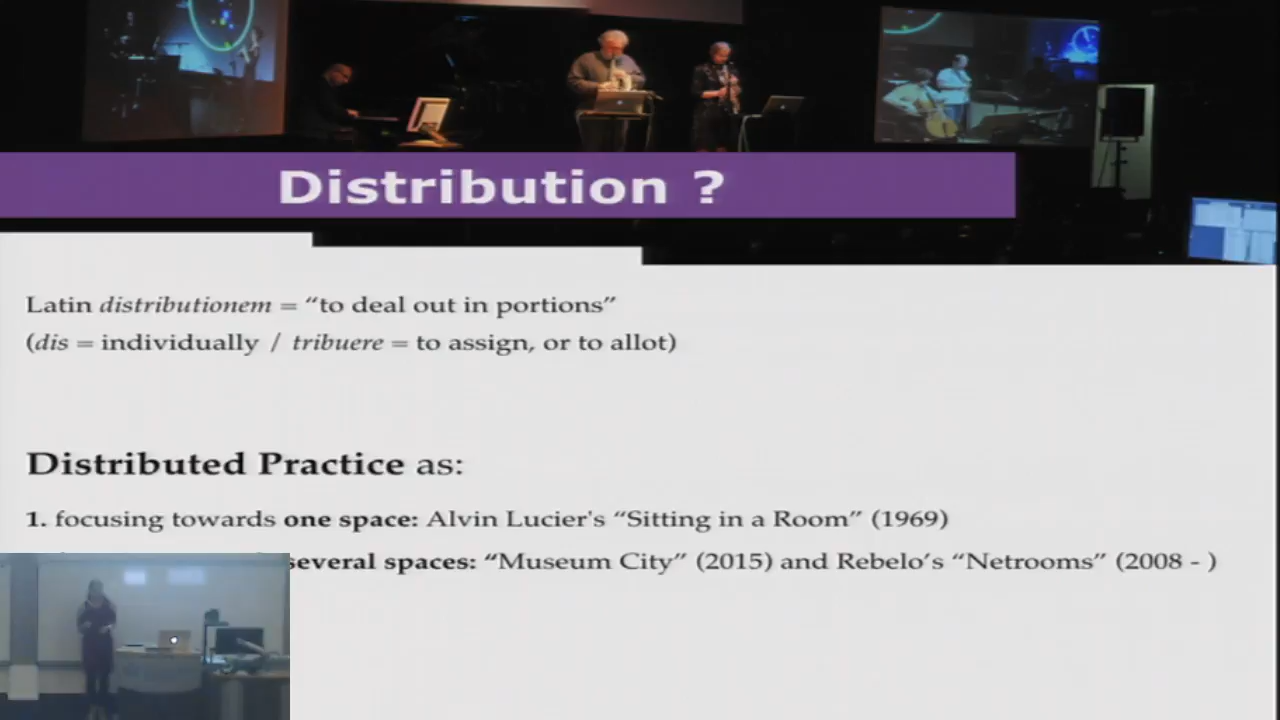 Distribution ?
Latin distributionem = “to deal out in portions”
(dis = individually / tribuere = to assign, or to allot)
Distributed Practice as:
1. focusing towards one space: Alvin Lucier's “Sitting in a Room” (1969)
several spaces: “Museum City” (2015) and Rebelo’s “Netrooms” (2008 - )